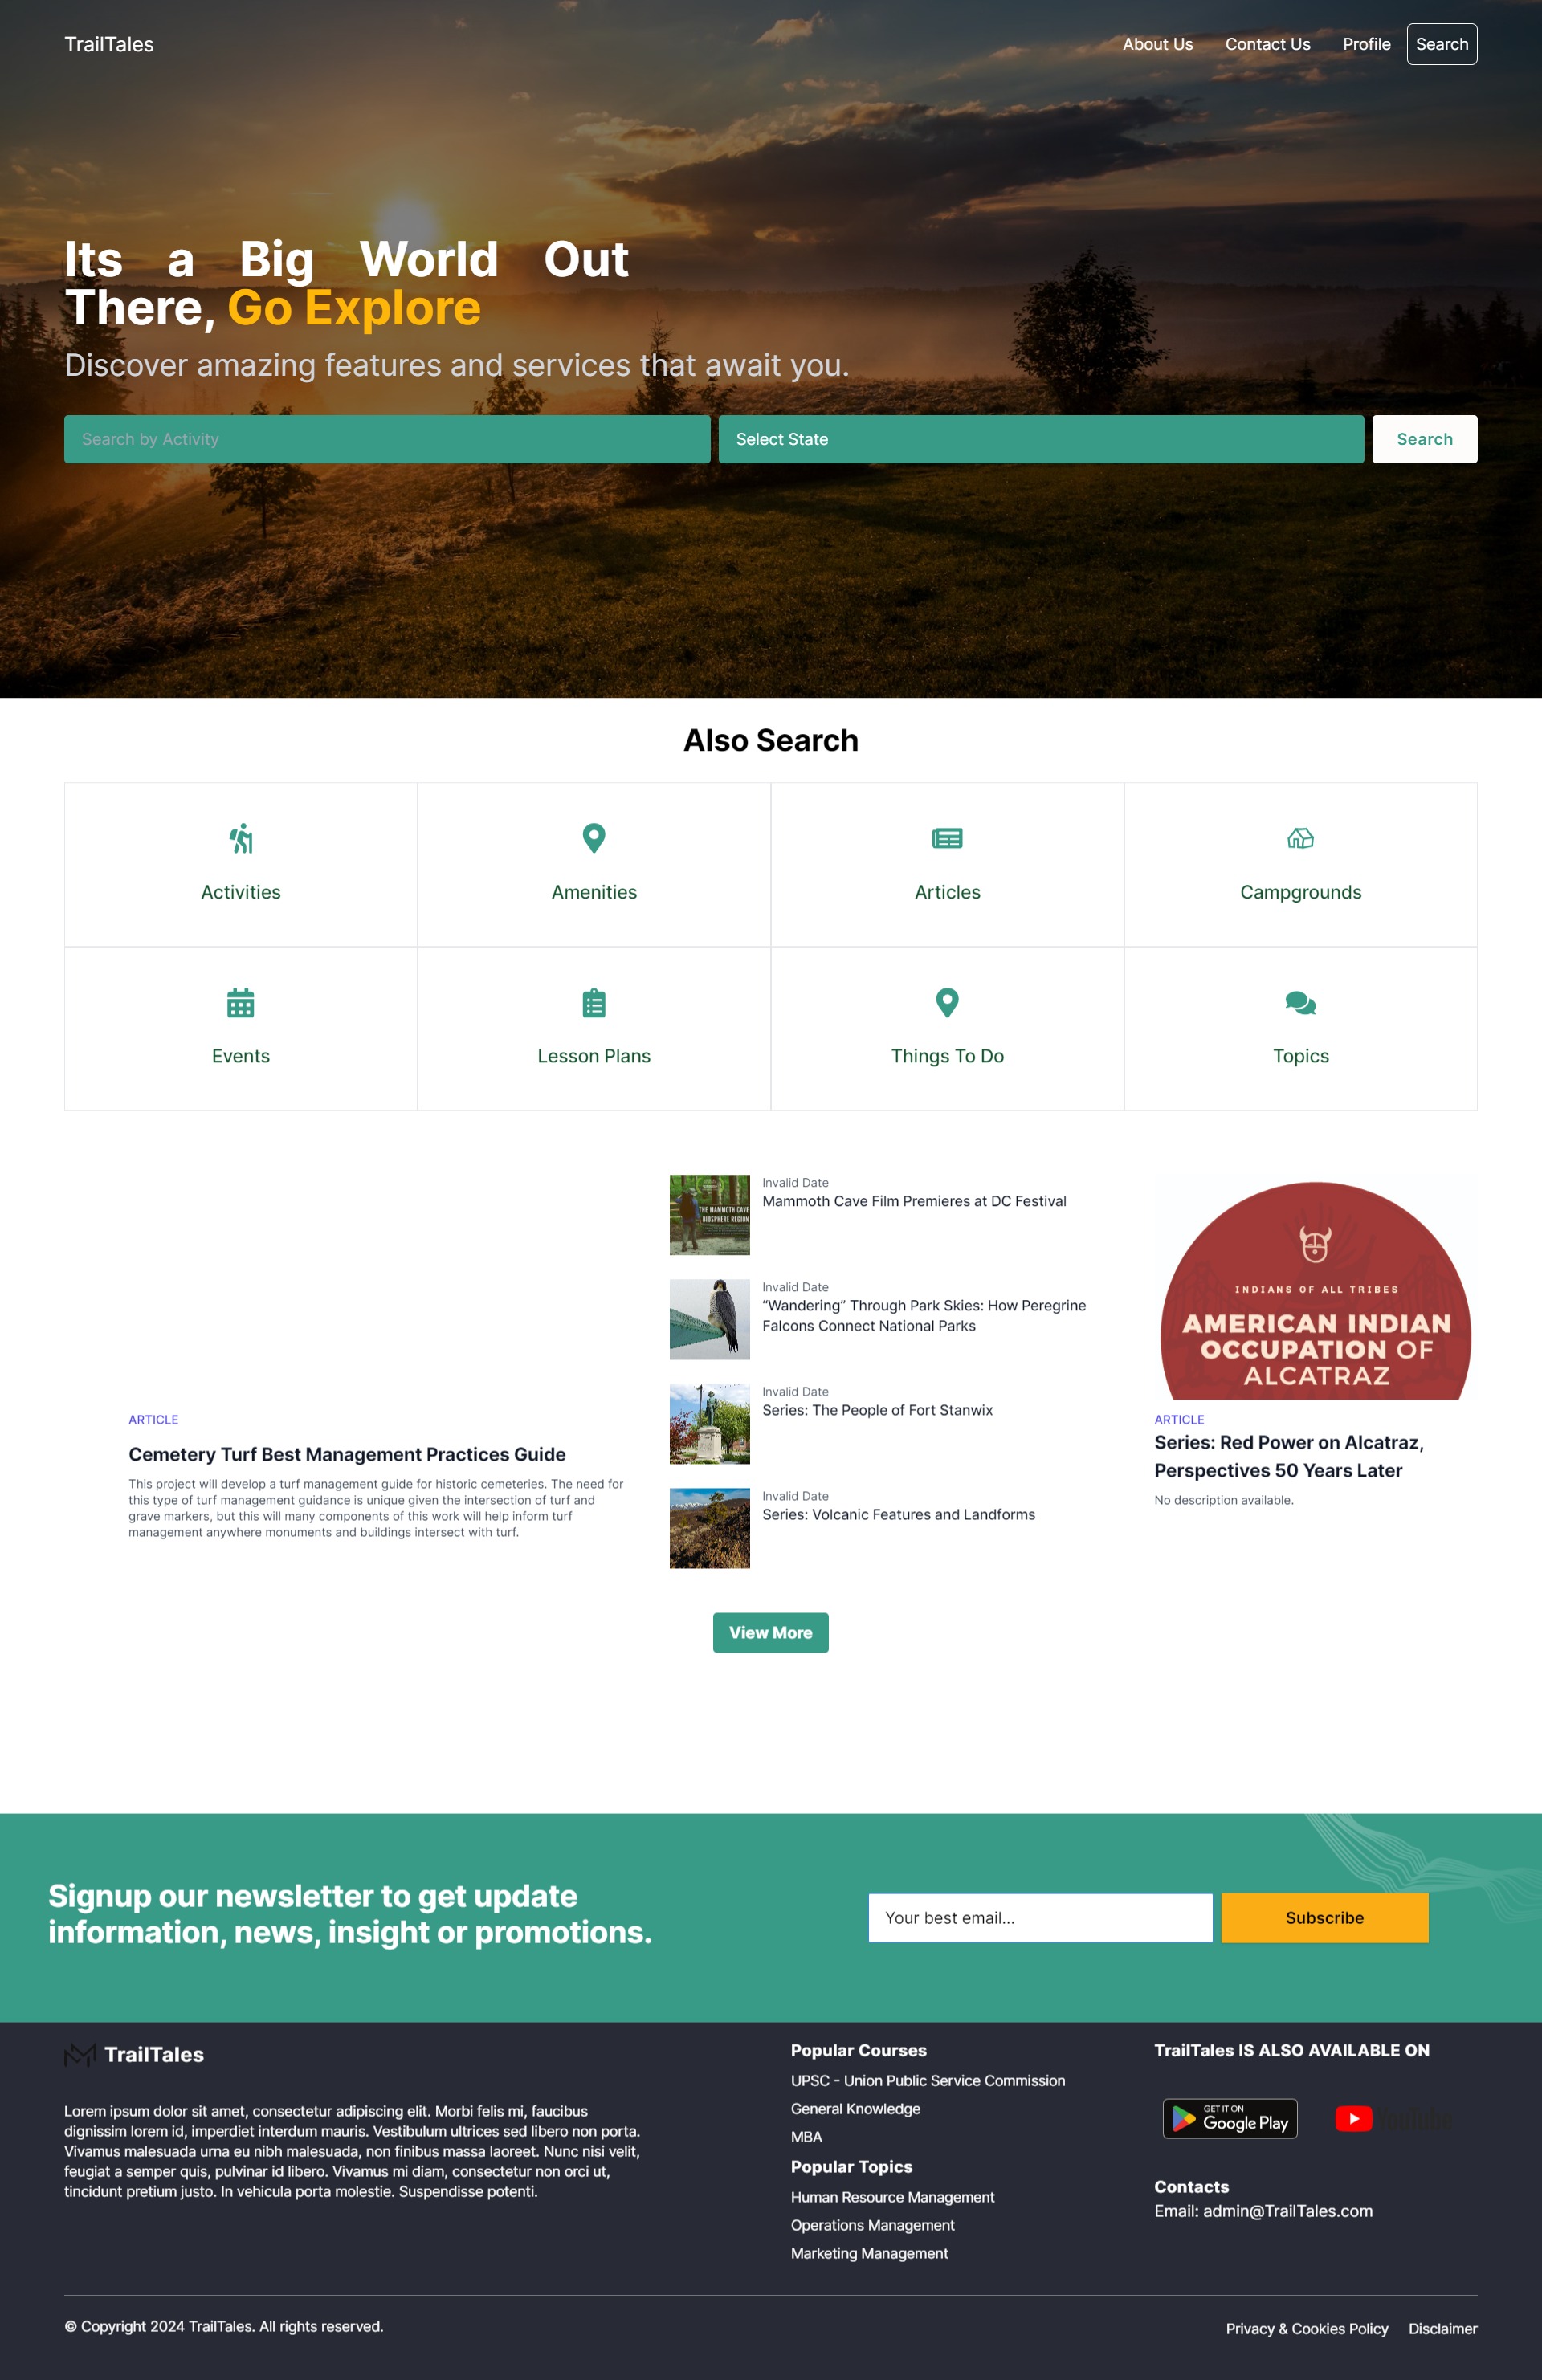 TrailTales
About Us
Contact Us
Profile
Search
Its a Big World Out
There, Go Explore
Discover amazing features and services that await you.
Search by Activity
Select State
Search
Also Search
Activities
Amenities
Articles
Campgrounds
Events
Lesson Plans
Things To Do
Topics
ARTICLE
Cemetery Turf Best Management Practices Guide
This project will develop a turf management guide for historic cemeteries. The need for
this type of turf management guidance is unique given the intersection of turf and
grave markers, but this will many components of this work will help inform turf
management anywhere monuments and buildings intersect with turf.
THE MAMMOTH CAVE
BIOSPHERE REGION
Invalid Date
Mammoth Cave Film Premieres at DC Festival
Invalid Date
“Wandering” Through Park Skies: How Peregrine
Falcons Connect National Parks
Invalid Date
Series: The People of Fort Stanwix
Invalid Date
Series: Volcanic Features and Landforms
INDIANS OF ALL TRIBES
AMERICAN INDIAN
OCCUPATION OF
ALCATRAZ
ARTICLE
Series: Red Power on Alcatraz,
Perspectives 50 Years Later
No description available.
View More
Signup our newsletter to get update
information, news, insight or promotions.
Your best email...
Subscribe
TrailTales
Lorem ipsum dolor sit amet, consectetur adipiscing elit. Morbi felis mi, faucibus
dignissim lorem id, imperdiet interdum mauris. Vestibulum ultrices sed libero non porta.
Vivamus malesuada urna eu nibh malesuada, non finibus massa laoreet. Nunc nisi velit,
feugiat a semper quis, pulvinar id libero. Vivamus mi diam, consectetur non orci ut,
tincidunt pretium justo. In vehicula porta molestie. Suspendisse potenti.
Popular Courses
UPSC - Union Public Service Commission
General Knowledge
MBA
Popular Topics
Human Resource Management
Operations Management
Marketing Management
TrailTales IS ALSO AVAILABLE ON
GET IT ON
Google Play
YouTube
Contacts
Email: admin@TrailTales.com
© Copyright 2024 TrailTales. All rights reserved.
Privacy & Cookies Policy
Disclaimer